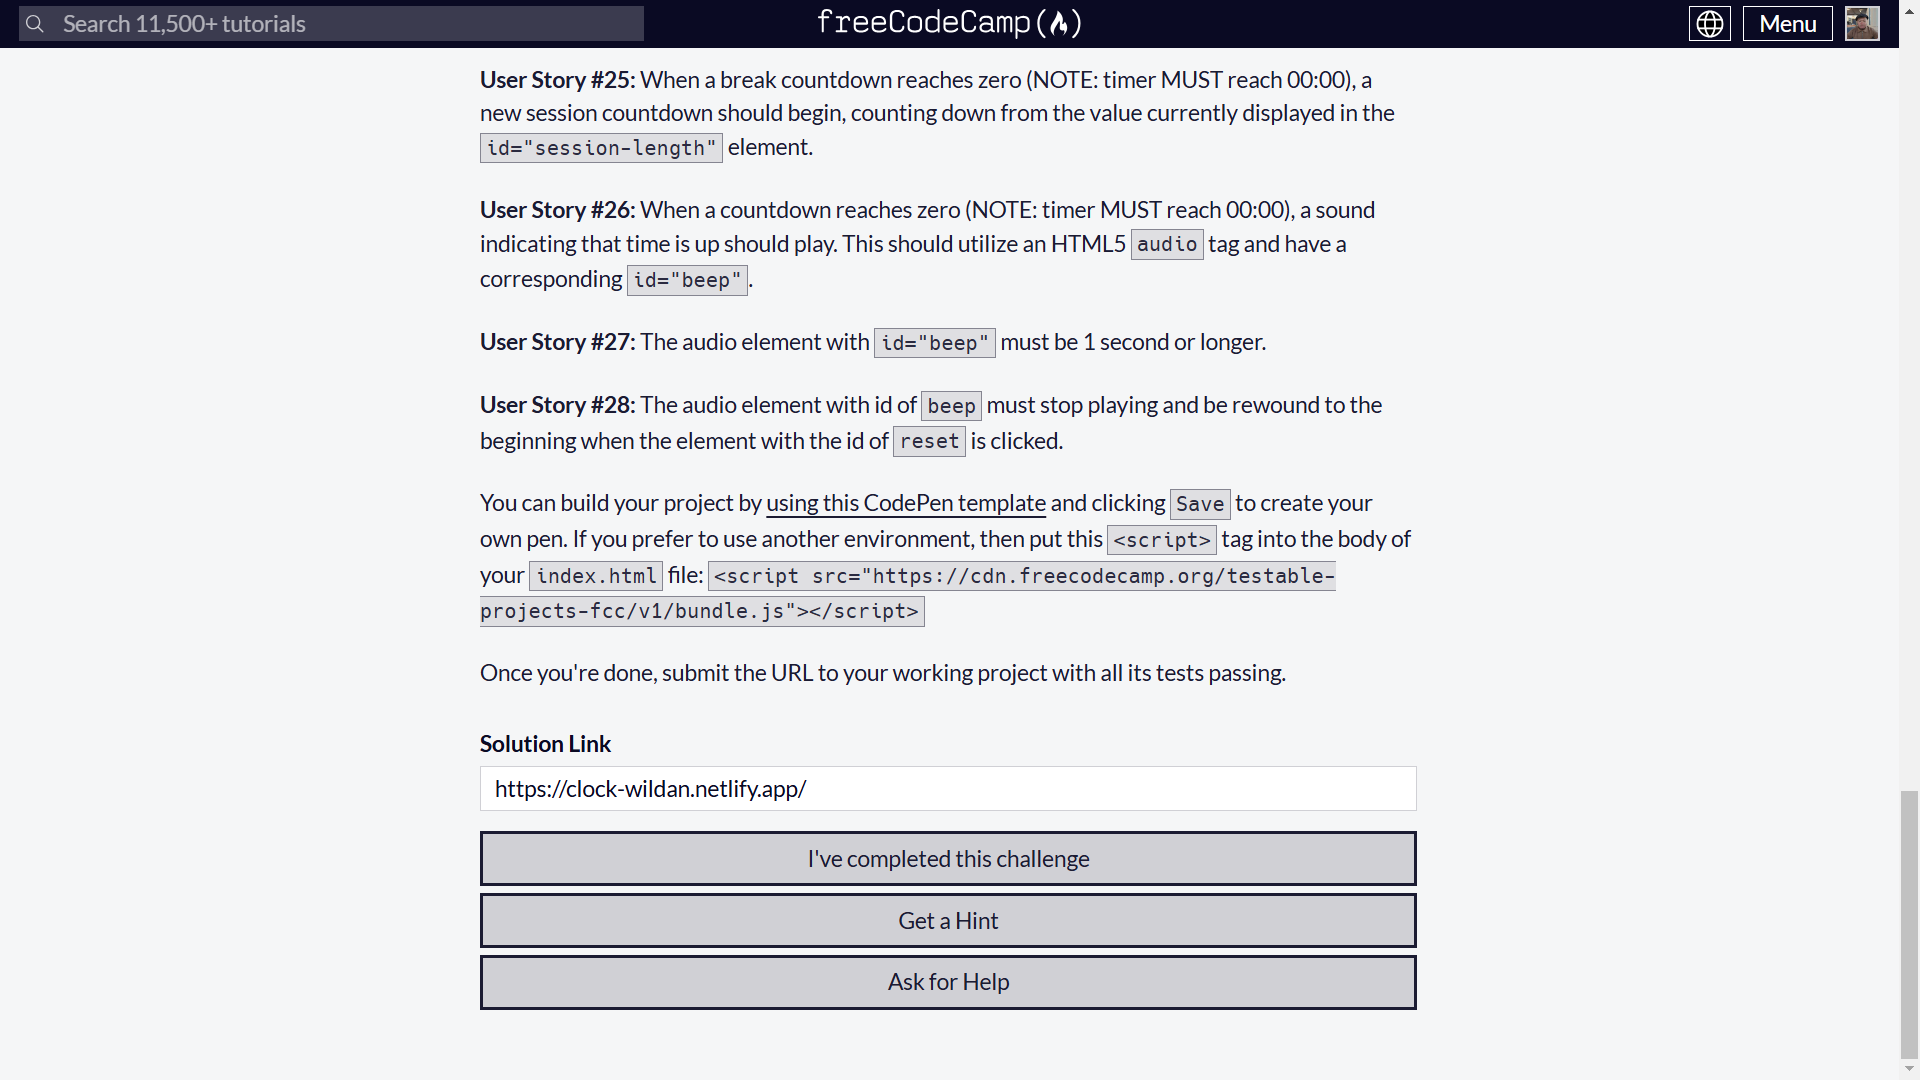 Search 11,500+ tutorials
freeCodeCamp
Menu
User Story #25: When a break countdown reaches zero (NOTE: timer MUST reach 00:00), a
new session countdown should begin, counting down from the value currently displayed in the
id="session-length" element.
User Story #26: When a countdown reaches zero (NOTE: timer MUST reach 00:00), a sound
indicating that time is up should play. This should utilize an HTML5 audio tag and have a
corresponding id="beep".
User Story #27: The audio element with id="beep" must be 1 second or longer.
User Story #28: The audio element with id of beep must stop playing and be rewound to the
beginning when the element with the id of reset is clicked.
You can build your project by using this CodePen template and clicking Save to create your
own pen. If you prefer to use another environment, then put this <script> tag into the body of
your index.html file: <script src="https://cdn.freecodecamp.org/testable-
projects-fcc/v1/bundle.js"></script>
Once you're done, submit the URL to your working project with all its tests passing.
Solution Link
https://clock-wildan.netlify.app/
I've completed this challenge
Get a Hint
Ask for Help